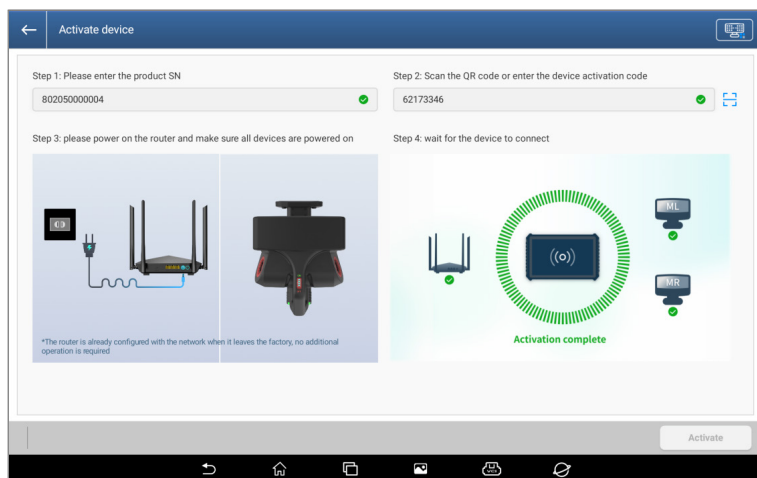 Activate device
Step 1: Please enter the product SN
802050000004
Step 2: Scan the QR code or enter the device activation code
62173346
Step 3: please power on the router and make sure all devices are powered on
*The router is already configured with the network when it leaves the factory, no additional
operation is required
Step 4: wait for the device to connect
ML
MR
Activation complete
Activate